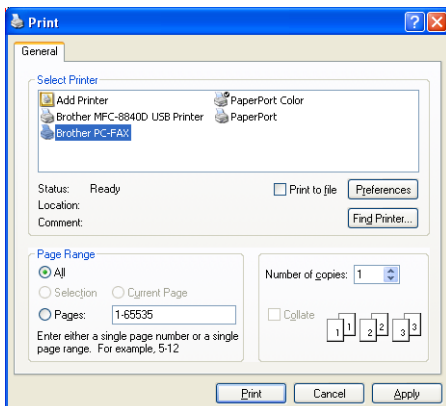 Print
General
Select Printer
Add Printer
PaperPort Color
Brother MFC-8840D USB Printer
PaperPort
Brother PC-FAX
Status: Ready
Print to file
Preferences
Location:
Comment:
Find Printer...
Page Range
All
Selection
Current Page
Pages: 1-65535
Enter either a single page number or a single
page range. For example, 5-12
Number of copies: 1
Collate
1 1 2 2 3 3
Print
Cancel
Apply